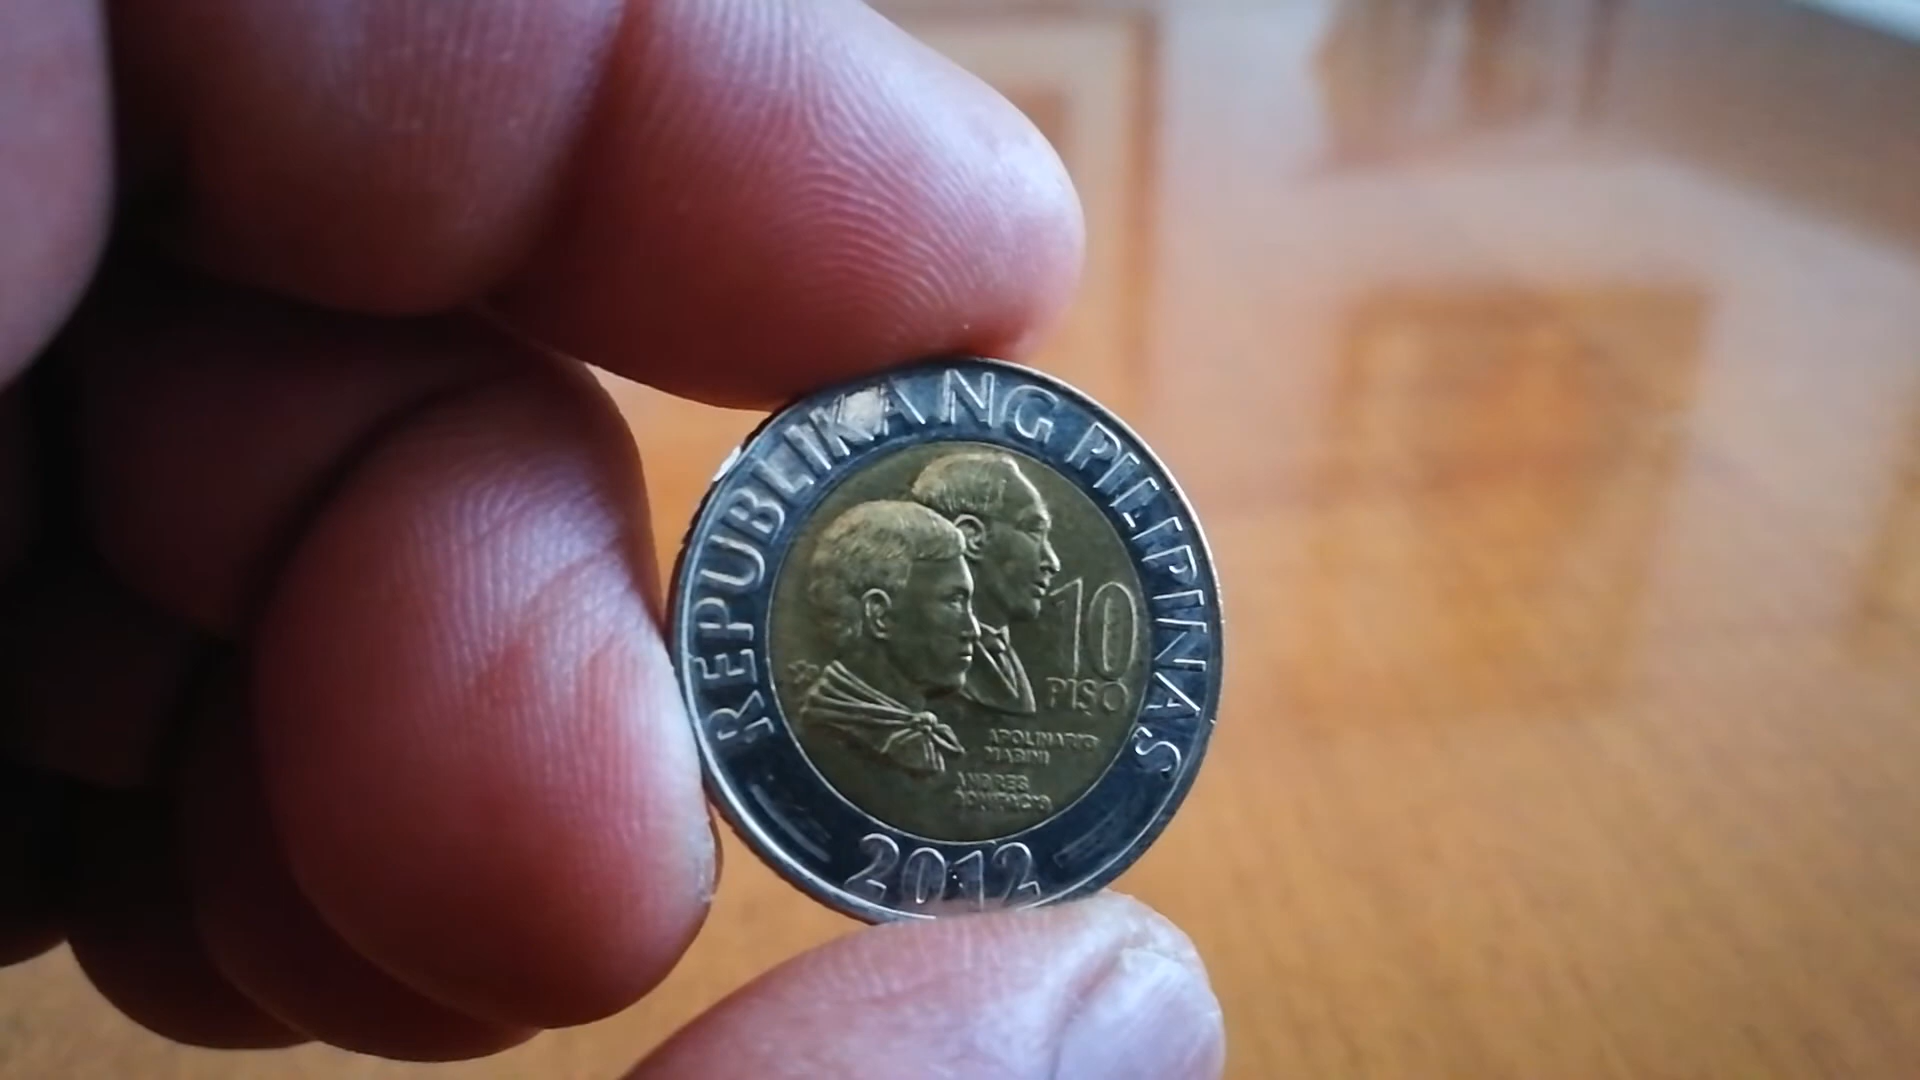 REPUBLIKA NG PILIPINAS
10
PISO
APOLINARIO
MABINI
ANDRES
BONIFACIO
2012